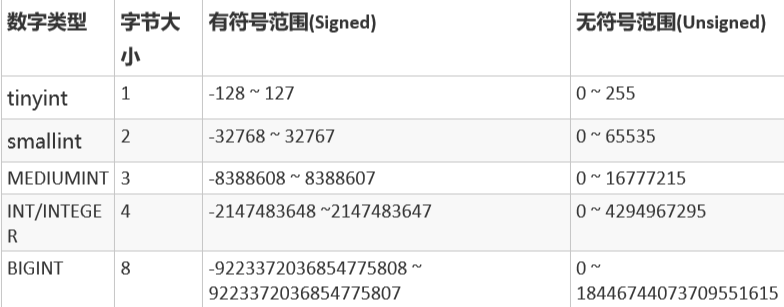 数字类型 字节大 有符号范围(Signed) 无符号范围(Unsigned)
小
tinyint 1 -128 ~ 127 0 ~ 255
smallint 2 -32768 ~ 32767 0 ~ 65535
MEDIUMINT 3 -8388608 ~ 8388607 0 ~ 16777215
INT/INTEGE 4 -2147483648 ~2147483647 0 ~ 4294967295
R
BIGINT 8 -9223372036854775808 ~ 0 ~
9223372036854775807 18446744073709551615